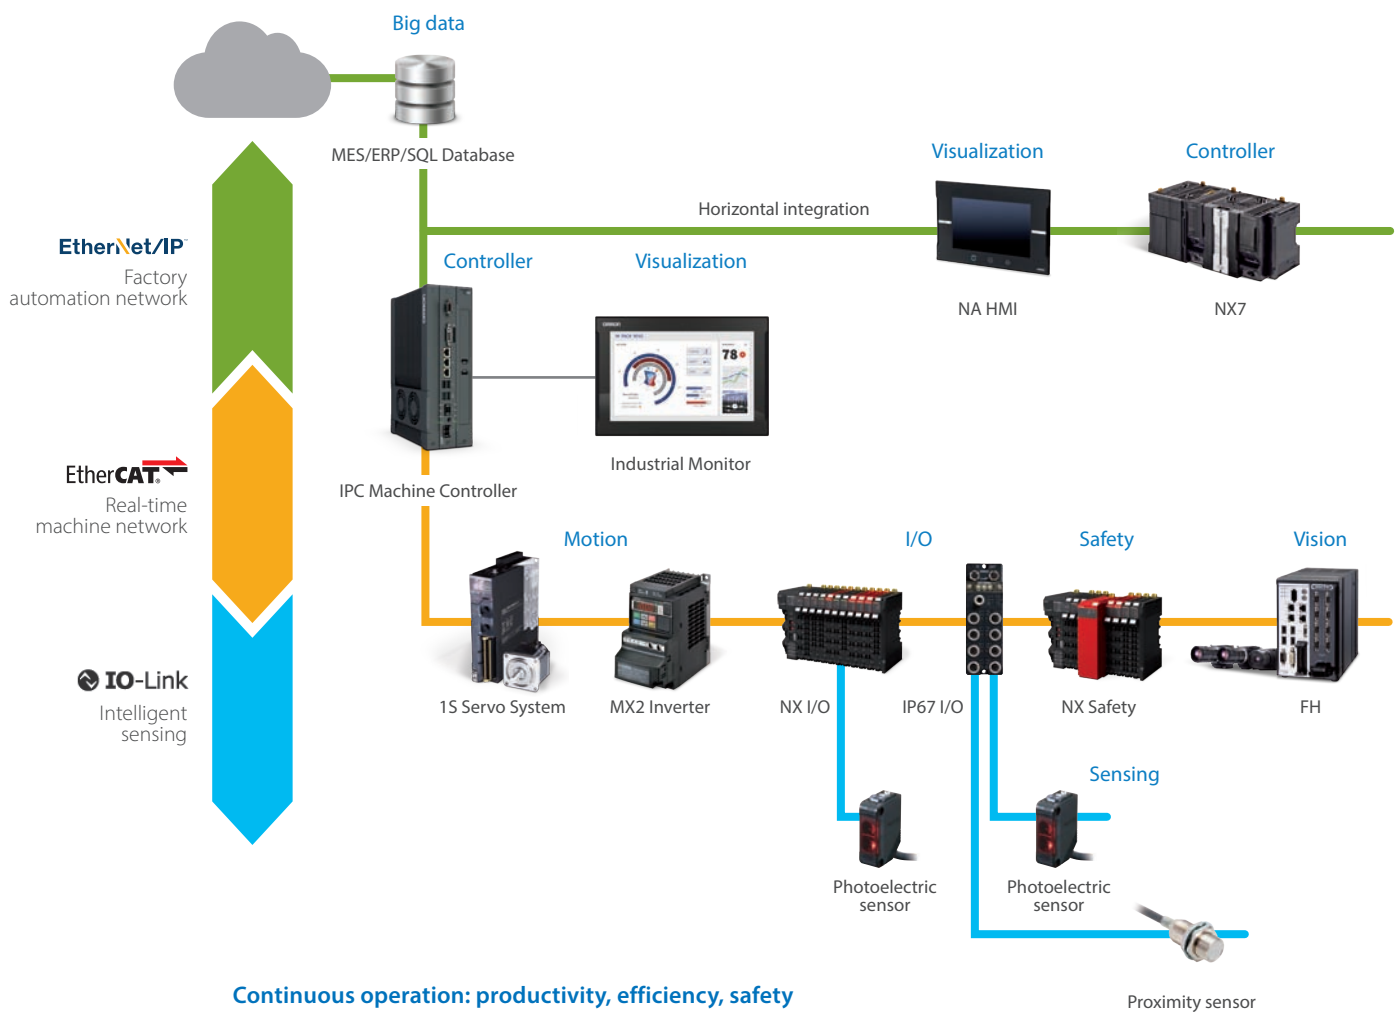 Big data
MES/ERP/SQL Database
Visualization
Controller
Horizontal integration
EtherNet/IP™
Factory
automation network
Controller
Visualization
NA HMI
NX7
OMRON
78
Industrial Monitor
EtherCAT®
Real-time
machine network
IPC Machine Controller
Motion
I/O
Safety
Vision
IO-Link
Intelligent
sensing
1S Servo System
MX2 Inverter
NX I/O
IP67 I/O
NX Safety
FH
Sensing
Photoelectric
sensor
Photoelectric
sensor
Continuous operation: productivity, efficiency, safety
Proximity sensor